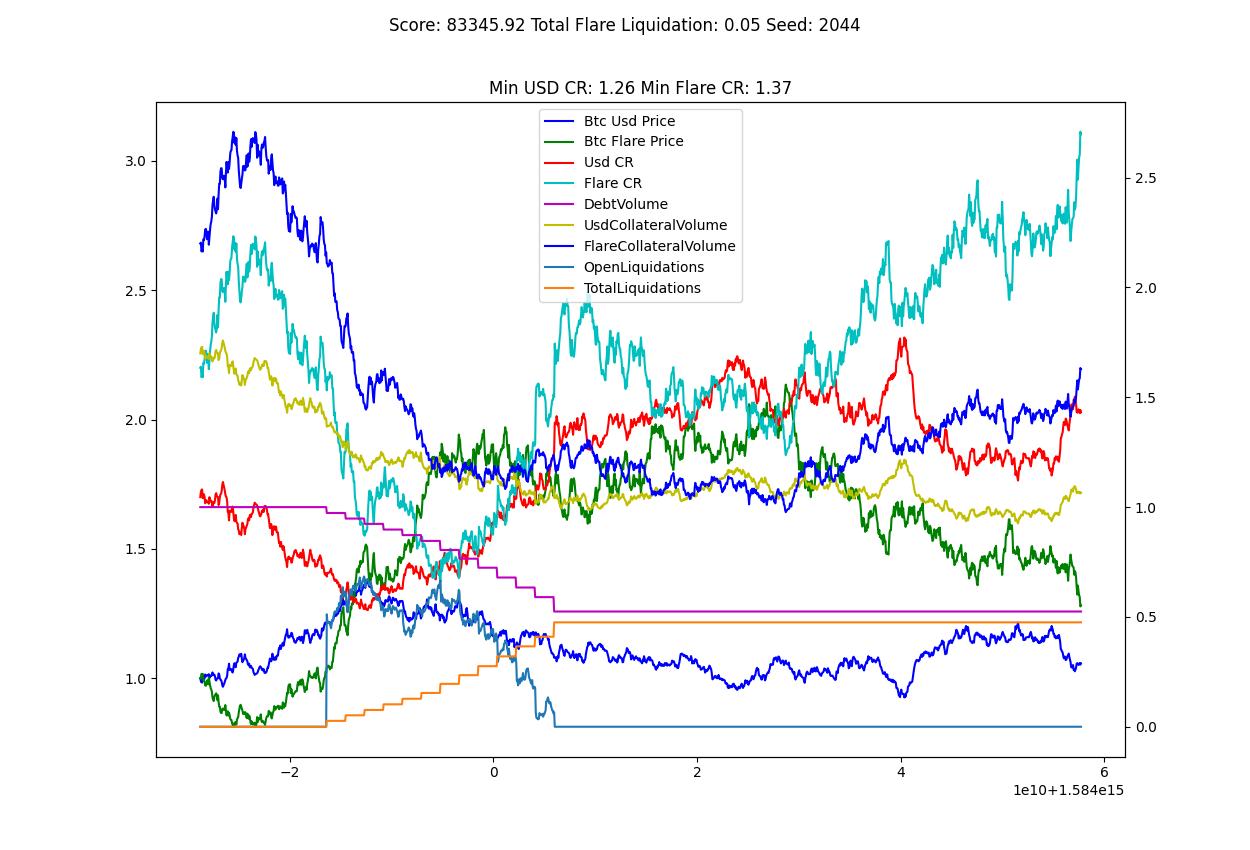 Score: 83345.92 Total Flare Liquidation: 0.05 Seed: 2044
Min USD CR: 1.26 Min Flare CR: 1.37
Btc Usd Price
Btc Flare Price
Usd CR
Flare CR
DebtVolume
UsdCollateralVolume
FlareCollateralVolume
OpenLiquidations
TotalLiquidations
3.0
2.5
2.0
1.5
1.0
2.5
2.0
1.5
1.0
0.5
0.0
−2 0 2 4 6
1e10+1.584e15